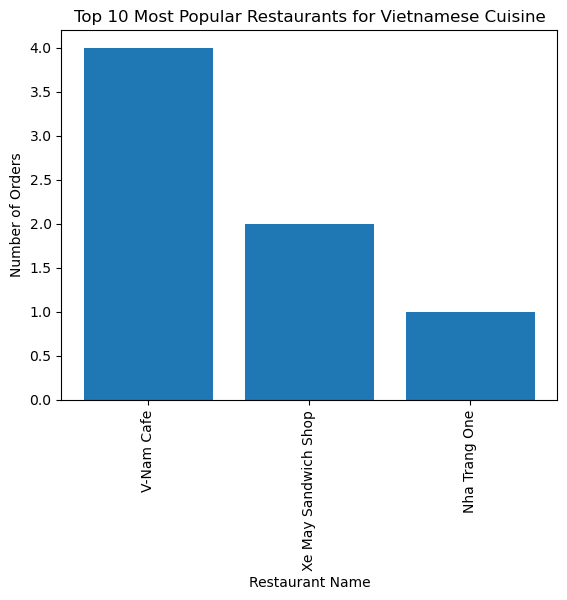 Top 10 Most Popular Restaurants for Vietnamese Cuisine
Number of Orders
4.0
3.5
3.0
2.5
2.0
1.5
1.0
0.5
0.0
V-Nam Cafe
Xe May Sandwich Shop
Nha Trang One
Restaurant Name